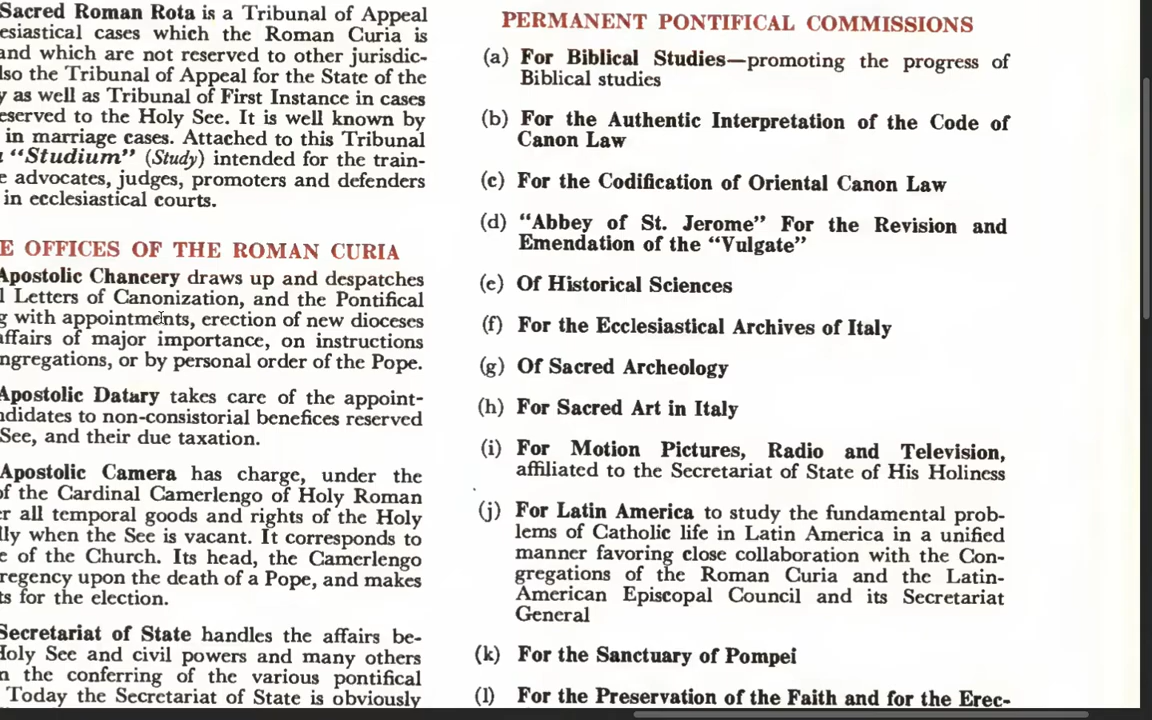 Sacred Roman Rota is a Tribunal of Appeal
esiastical cases which the Roman Curia is
and which are not reserved to other jurisdic-
lso the Tribunal of Appeal for the State of the
y as well as Tribunal of First Instance in cases
eserved to the Holy See. It is well known by
in marriage cases. Attached to this Tribunal
“Studium” (Study) intended for the train-
e advocates, judges, promoters and defenders
in ecclesiastical courts.
E OFFICES OF THE ROMAN CURIA
Apostolic Chancery draws up and despatches
l Letters of Canonization, and the Pontifical
g with appointments, erection of new dioceses
affairs of major importance, on instructions
ngregations, or by personal order of the Pope.
Apostolic Datary takes care of the appoint-
ndidates to non-consistorial benefices reserved
See, and their due taxation.
Apostolic Camera has charge, under the
of the Cardinal Camerlengo of Holy Roman
er all temporal goods and rights of the Holy
lly when the See is vacant. It corresponds to
e of the Church. Its head, the Camerlengo
regency upon the death of a Pope, and makes
ts for the election.
Secretariat of State handles the affairs be-
Holy See and civil powers and many others
n the conferring of the various pontifical
Today the Secretariat of State is obviously
PERMANENT PONTIFICAL COMMISSIONS
(a) For Biblical Studies—promoting the progress of
Biblical studies
(b) For the Authentic Interpretation of the Code of
Canon Law
(c) For the Codification of Oriental Canon Law
(d) “Abbey of St. Jerome” For the Revision and
Emendation of the “Vulgate”
(e) Of Historical Sciences
(f) For the Ecclesiastical Archives of Italy
(g) Of Sacred Archeology
(h) For Sacred Art in Italy
(i) For Motion Pictures, Radio and Television,
affiliated to the Secretariat of State of His Holiness
(j) For Latin America to study the fundamental prob-
lems of Catholic life in Latin America in a unified
manner favoring close collaboration with the Con-
gregations of the Roman Curia and the Latin-
American Episcopal Council and its Secretariat
General
(k) For the Sanctuary of Pompei
(l) For the Preservation of the Faith and for the Erec-